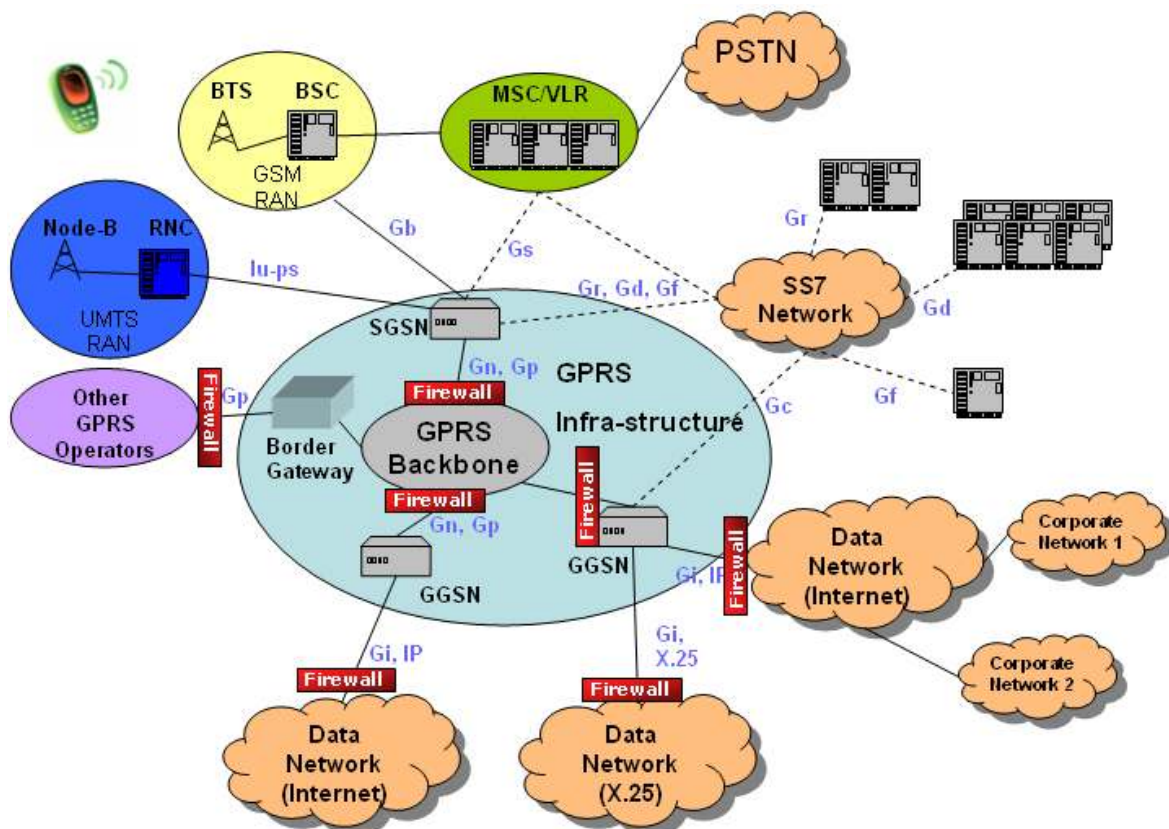 PSTN
BTS
BSC
GSM
RAN
MSC/VLR
Node-B
RNC
UMTS
RAN
Iu-ps
Gb
Gs
Gr, Gd, Gf
Gr
SS7
Network
Gd
Gf
Gc
SGSN
Gn, Gp
Firewall
GPRS
Infra-structure
Other
GPRS
Operators
Firewall
Gp
Border
Gateway
GPRS
Backbone
Firewall
Gn, Gp
GGSN
Firewall
GGSN
Gi, IP
Firewall
Data
Network
(Internet)
Corporate
Network 1
Corporate
Network 2
Gi, IP
Firewall
Data
Network
(Internet)
Gi,
X.25
Firewall
Data
Network
(X.25)